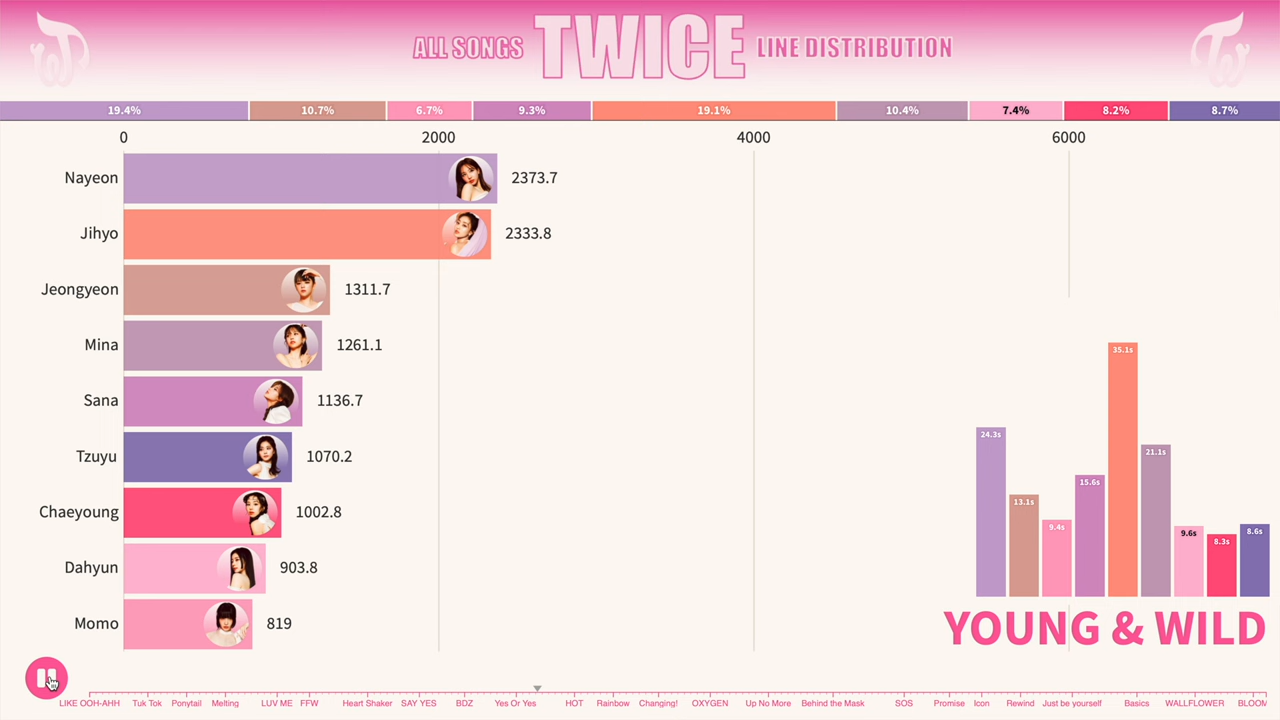 ALL SONGS TWICE LINE DISTRIBUTION
19.4% 10.7% 6.7% 9.3% 19.1% 10.4% 7.4% 8.2% 8.7%
0 2000 4000 6000
Nayeon 2373.7
Jihyo 2333.8
Jeongyeon 1311.7
Mina 1261.1
Sana 1136.7
Tzuyu 1070.2
Chaeyoung 1002.8
Dahyun 903.8
Momo 819
24.3s 13.1s 9.4s 15.6s 35.1s 21.1s 9.6s 8.3s 8.6s
YOUNG & WILD
LIKE OOH-AHH Tuk Tok Ponytail Melting LUV ME FFW Heart Shaker SAY YES BDZ Yes Or Yes HOT Rainbow Changing! OXYGEN Up No More Behind the Mask SOS Promise Icon Rewind Just be yourself Basics WALLFLOWER BLOOM